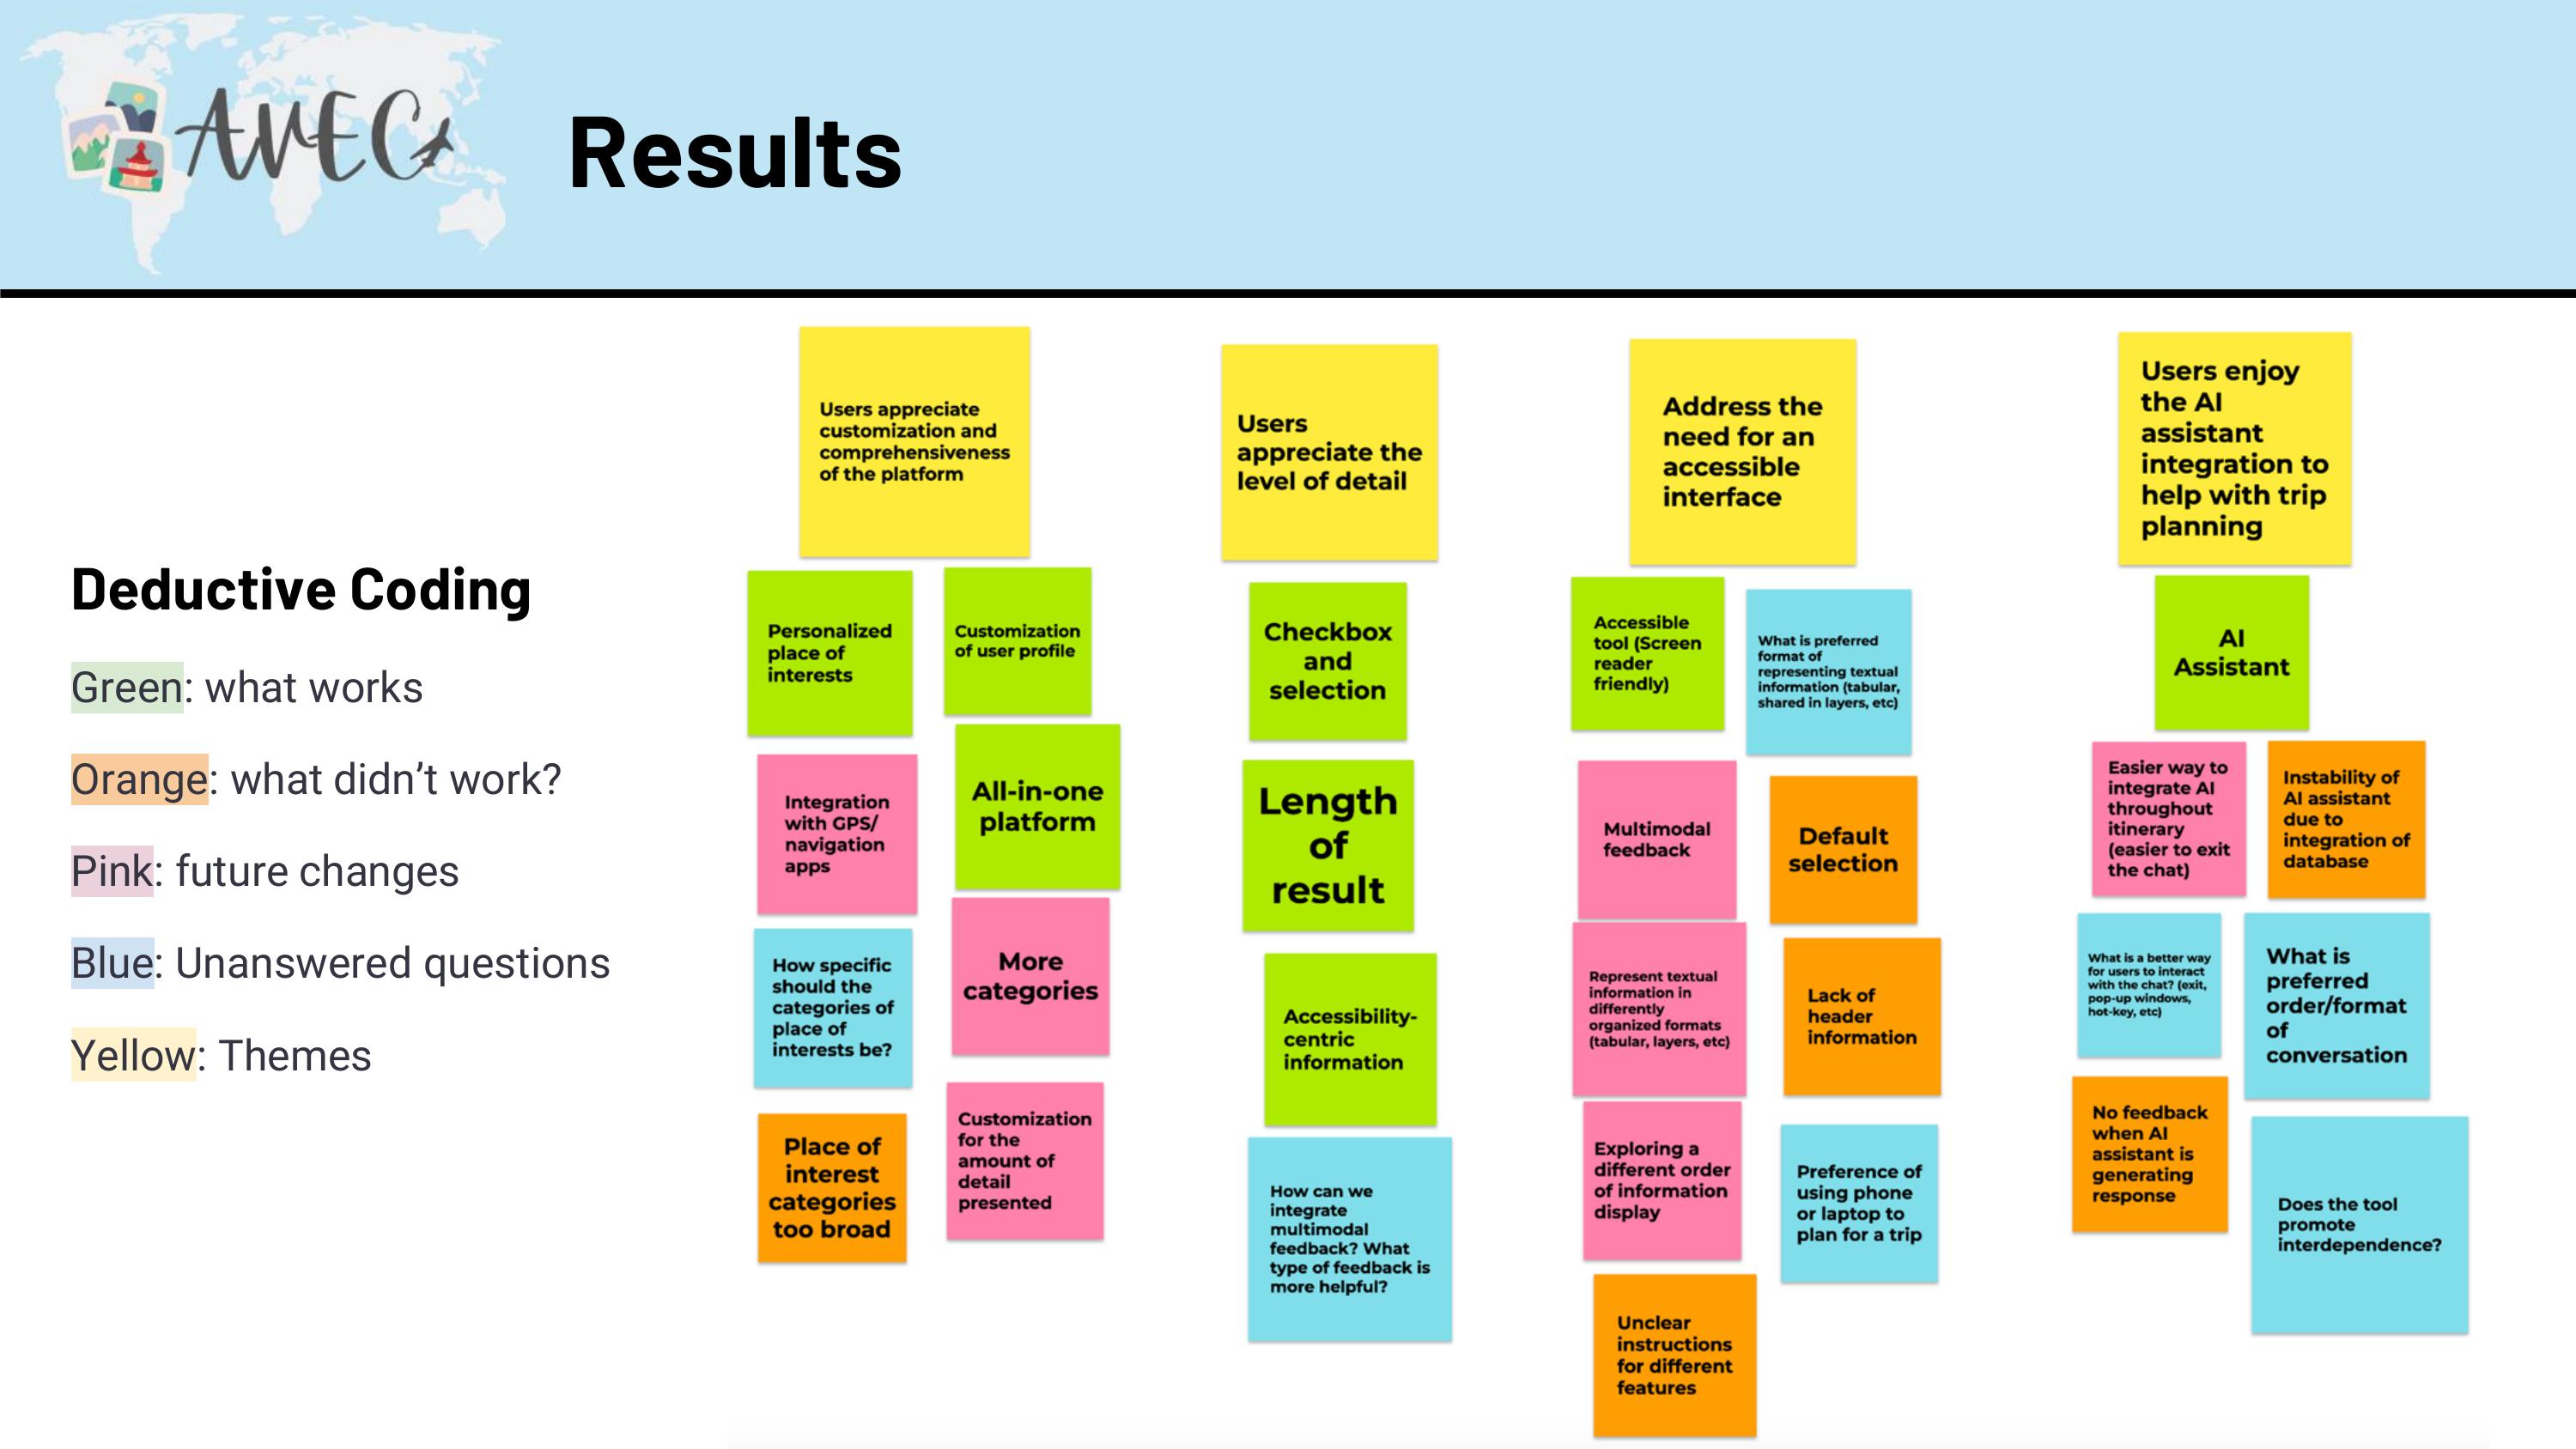 AVEC
Results
Deductive Coding
Green: what works
Orange: what didn’t work?
Pink: future changes
Blue: Unanswered questions
Yellow: Themes
Users appreciate
customization and
comprehensiveness
of the platform
Personalized
place of
interests
Customization
of user profile
Integration
with GPS/
navigation
apps
All-in-one
platform
How specific
should the
categories of
place of
interests be?
More
categories
Place of
interest
categories
too broad
Customization
for the
amount of
detail
presented
Users
appreciate the
level of detail
Checkbox
and
selection
Length
of
result
Accessibility-
centric
information
How can we
integrate
multimodal
feedback? What
type of feedback is
more helpful?
Address the
need for an
accessible
interface
Accessible
tool (Screen
reader
friendly)
What is preferred
format of
representing textual
information (tabular,
shared in layers, etc)
Multimodal
feedback
Default
selection
Represent textual
information in
differently
organized formats
(tabular, layers, etc)
Lack of
header
information
Exploring a
different order
of information
display
Preference of
using phone
or laptop to
plan for a trip
Unclear
instructions
for different
features
Users enjoy
the AI
assistant
integration to
help with trip
planning
AI
Assistant
Easier way to
integrate AI
throughout
itinerary
(easier to exit
the chat)
Instability of
AI assistant
due to
integration of
database
What is a better way
for users to interact
with the chat? (exit,
pop-up windows,
hot-key, etc)
What is
preferred
order/format
of
conversation
No feedback
when AI
assistant is
generating
response
Does the tool
promote
interdependence?